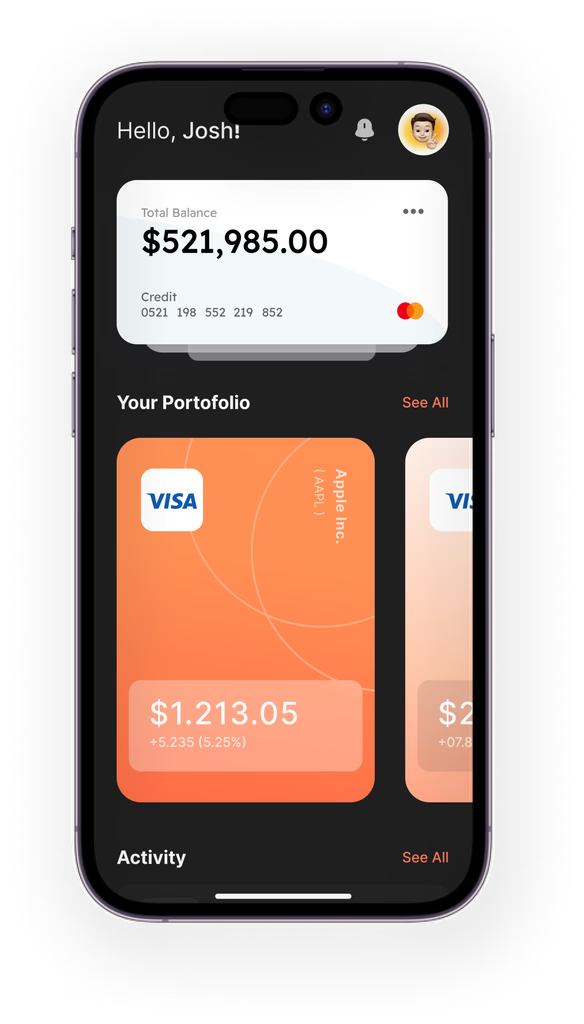 Hello, Josh!
Total Balance
$521,985.00
Credit
0521 198 552 219 852
Your Portofolio
See All
VISA
Apple Inc.
( AAPL )
$1.213.05
+5.235 (5.25%)
VIS
$2
+07.8
Activity
See All